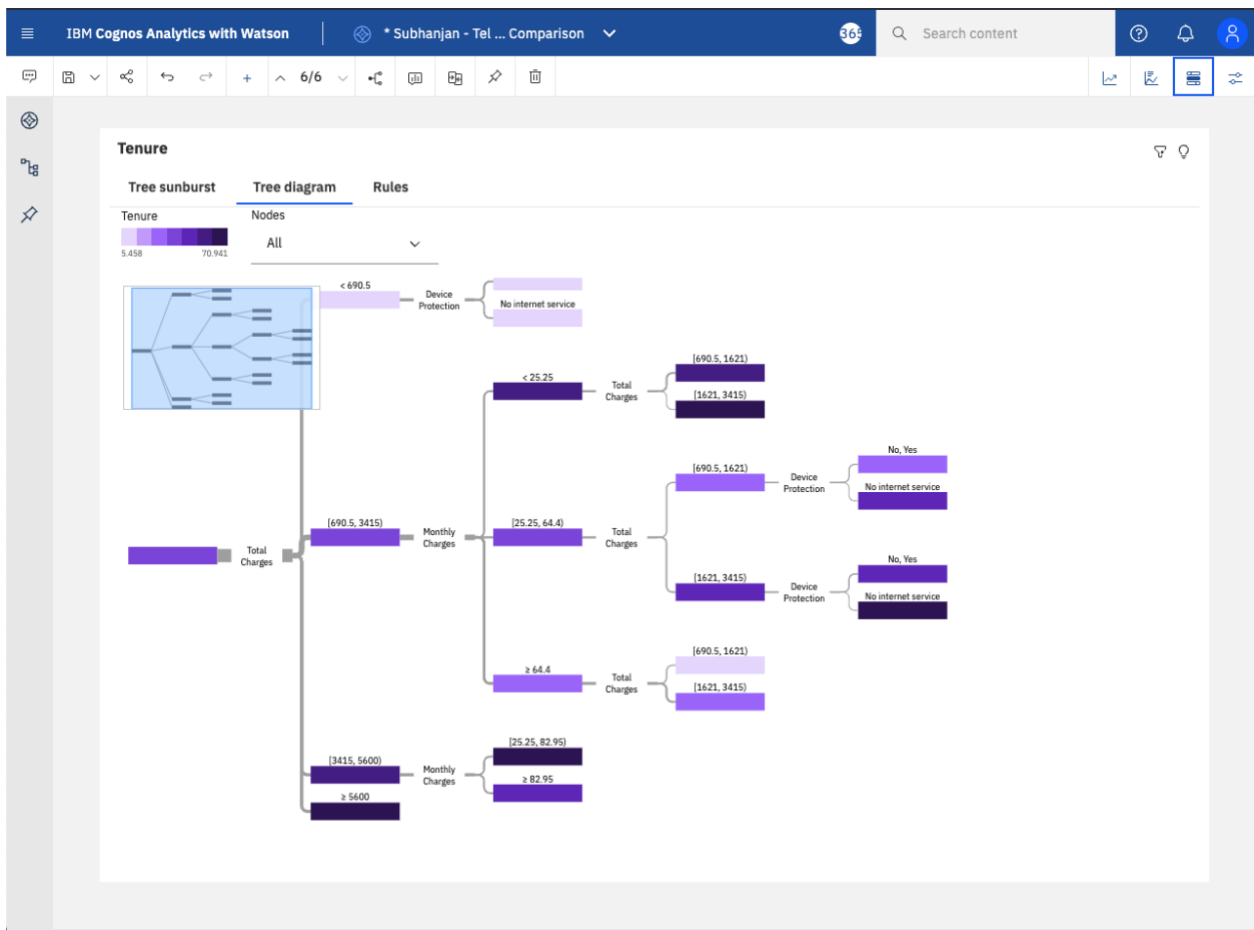 IBM Cognos Analytics with Watson
* Subhanjan - Tel ... Comparison
365
Search content
6/6
Tenure
Tree sunburst
Tree diagram
Rules
Tenure
Nodes
5.458
70.941
All
< 690.5
Device
Protection
No internet service
[690.5, 1621)
< 25.25
Total
Charges
[1621, 3415)
No, Yes
[690.5, 1621)
Device
Protection
No internet service
[690.5, 3415)
Monthly
Charges
[25.25, 64.4)
Total
Charges
Total
Charges
No, Yes
[1621, 3415)
Device
Protection
No internet service
[690.5, 1621)
≥ 64.4
Total
Charges
[1621, 3415)
[25.25, 82.95)
[3415, 5600)
Monthly
Charges
≥ 82.95
≥ 5600